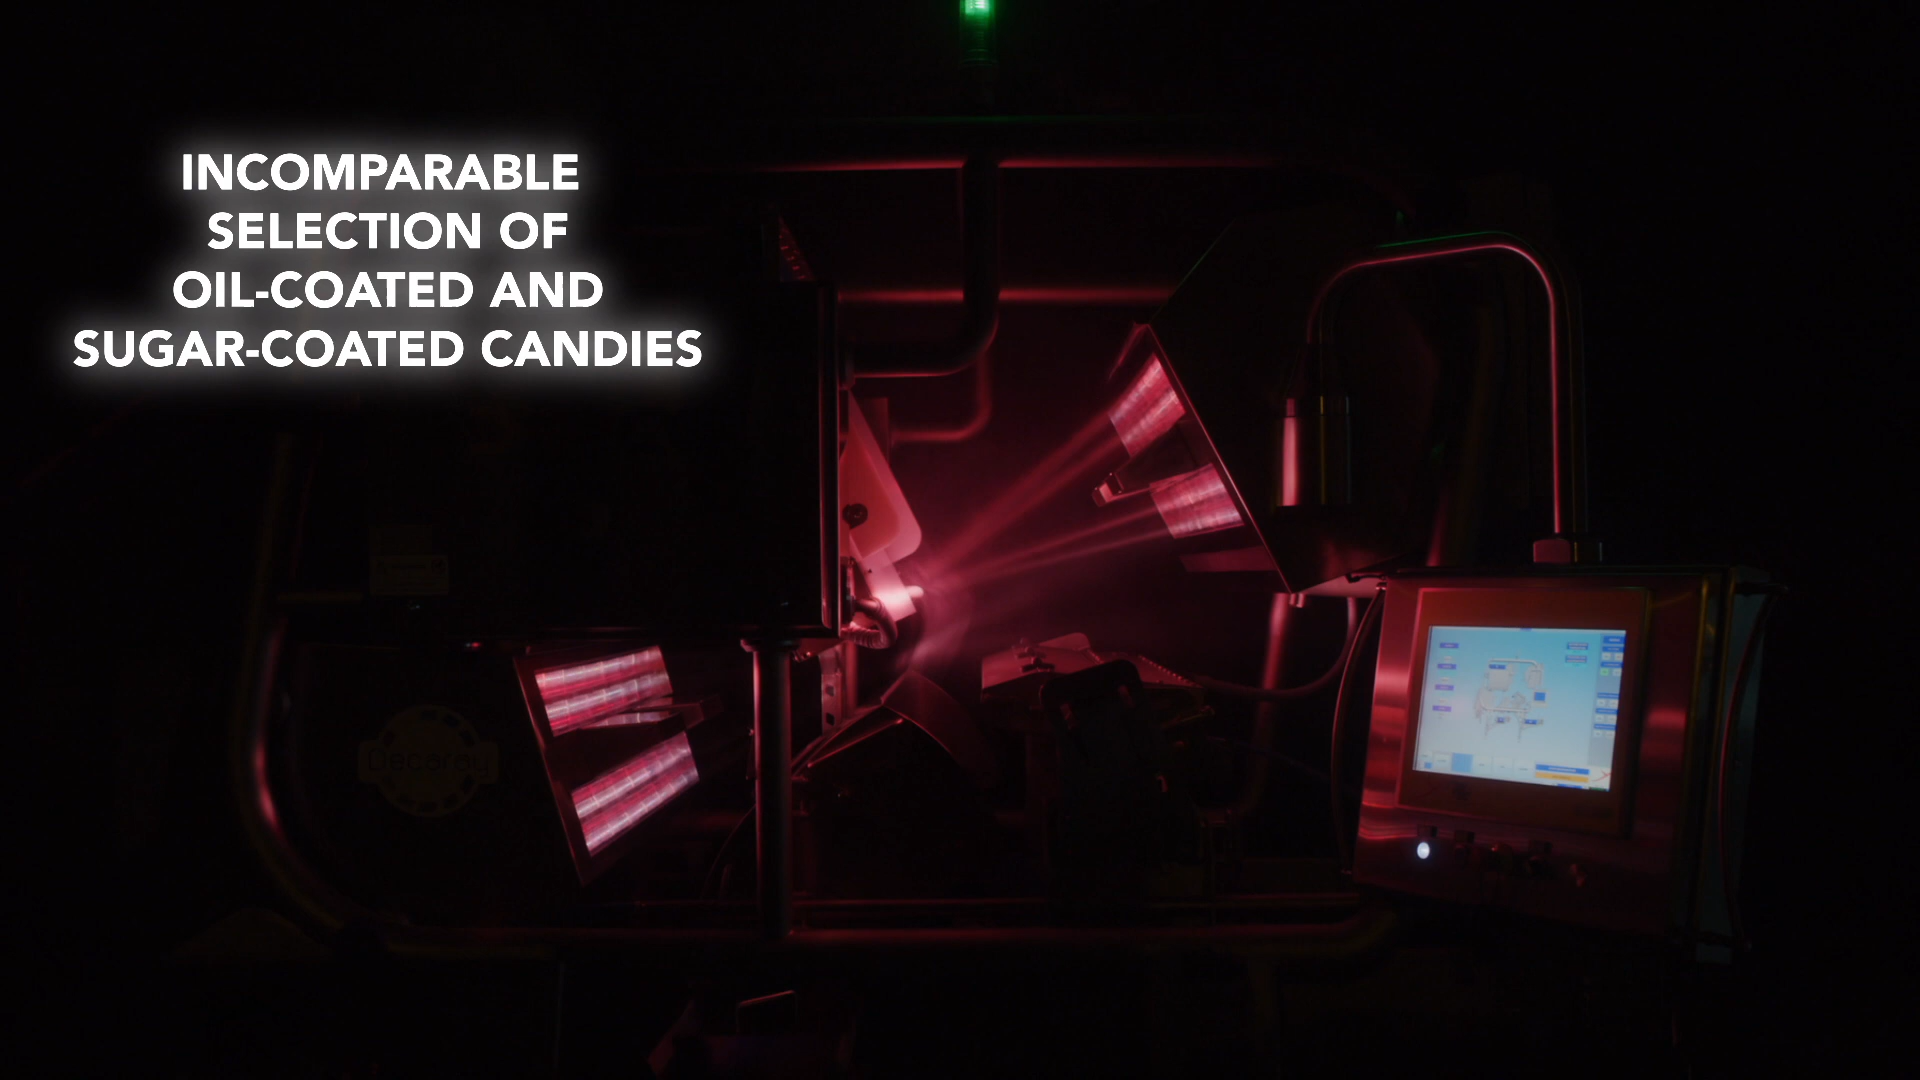 INCOMPARABLE
SELECTION OF
OIL-COATED AND
SUGAR-COATED CANDIES